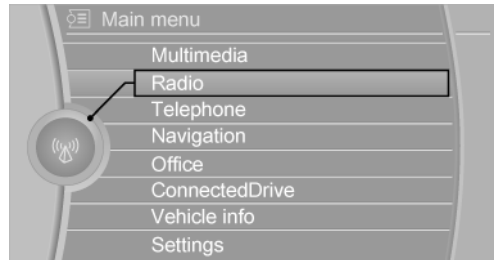 Main menu
Multimedia
Radio
Telephone
Navigation
Office
ConnectedDrive
Vehicle info
Settings